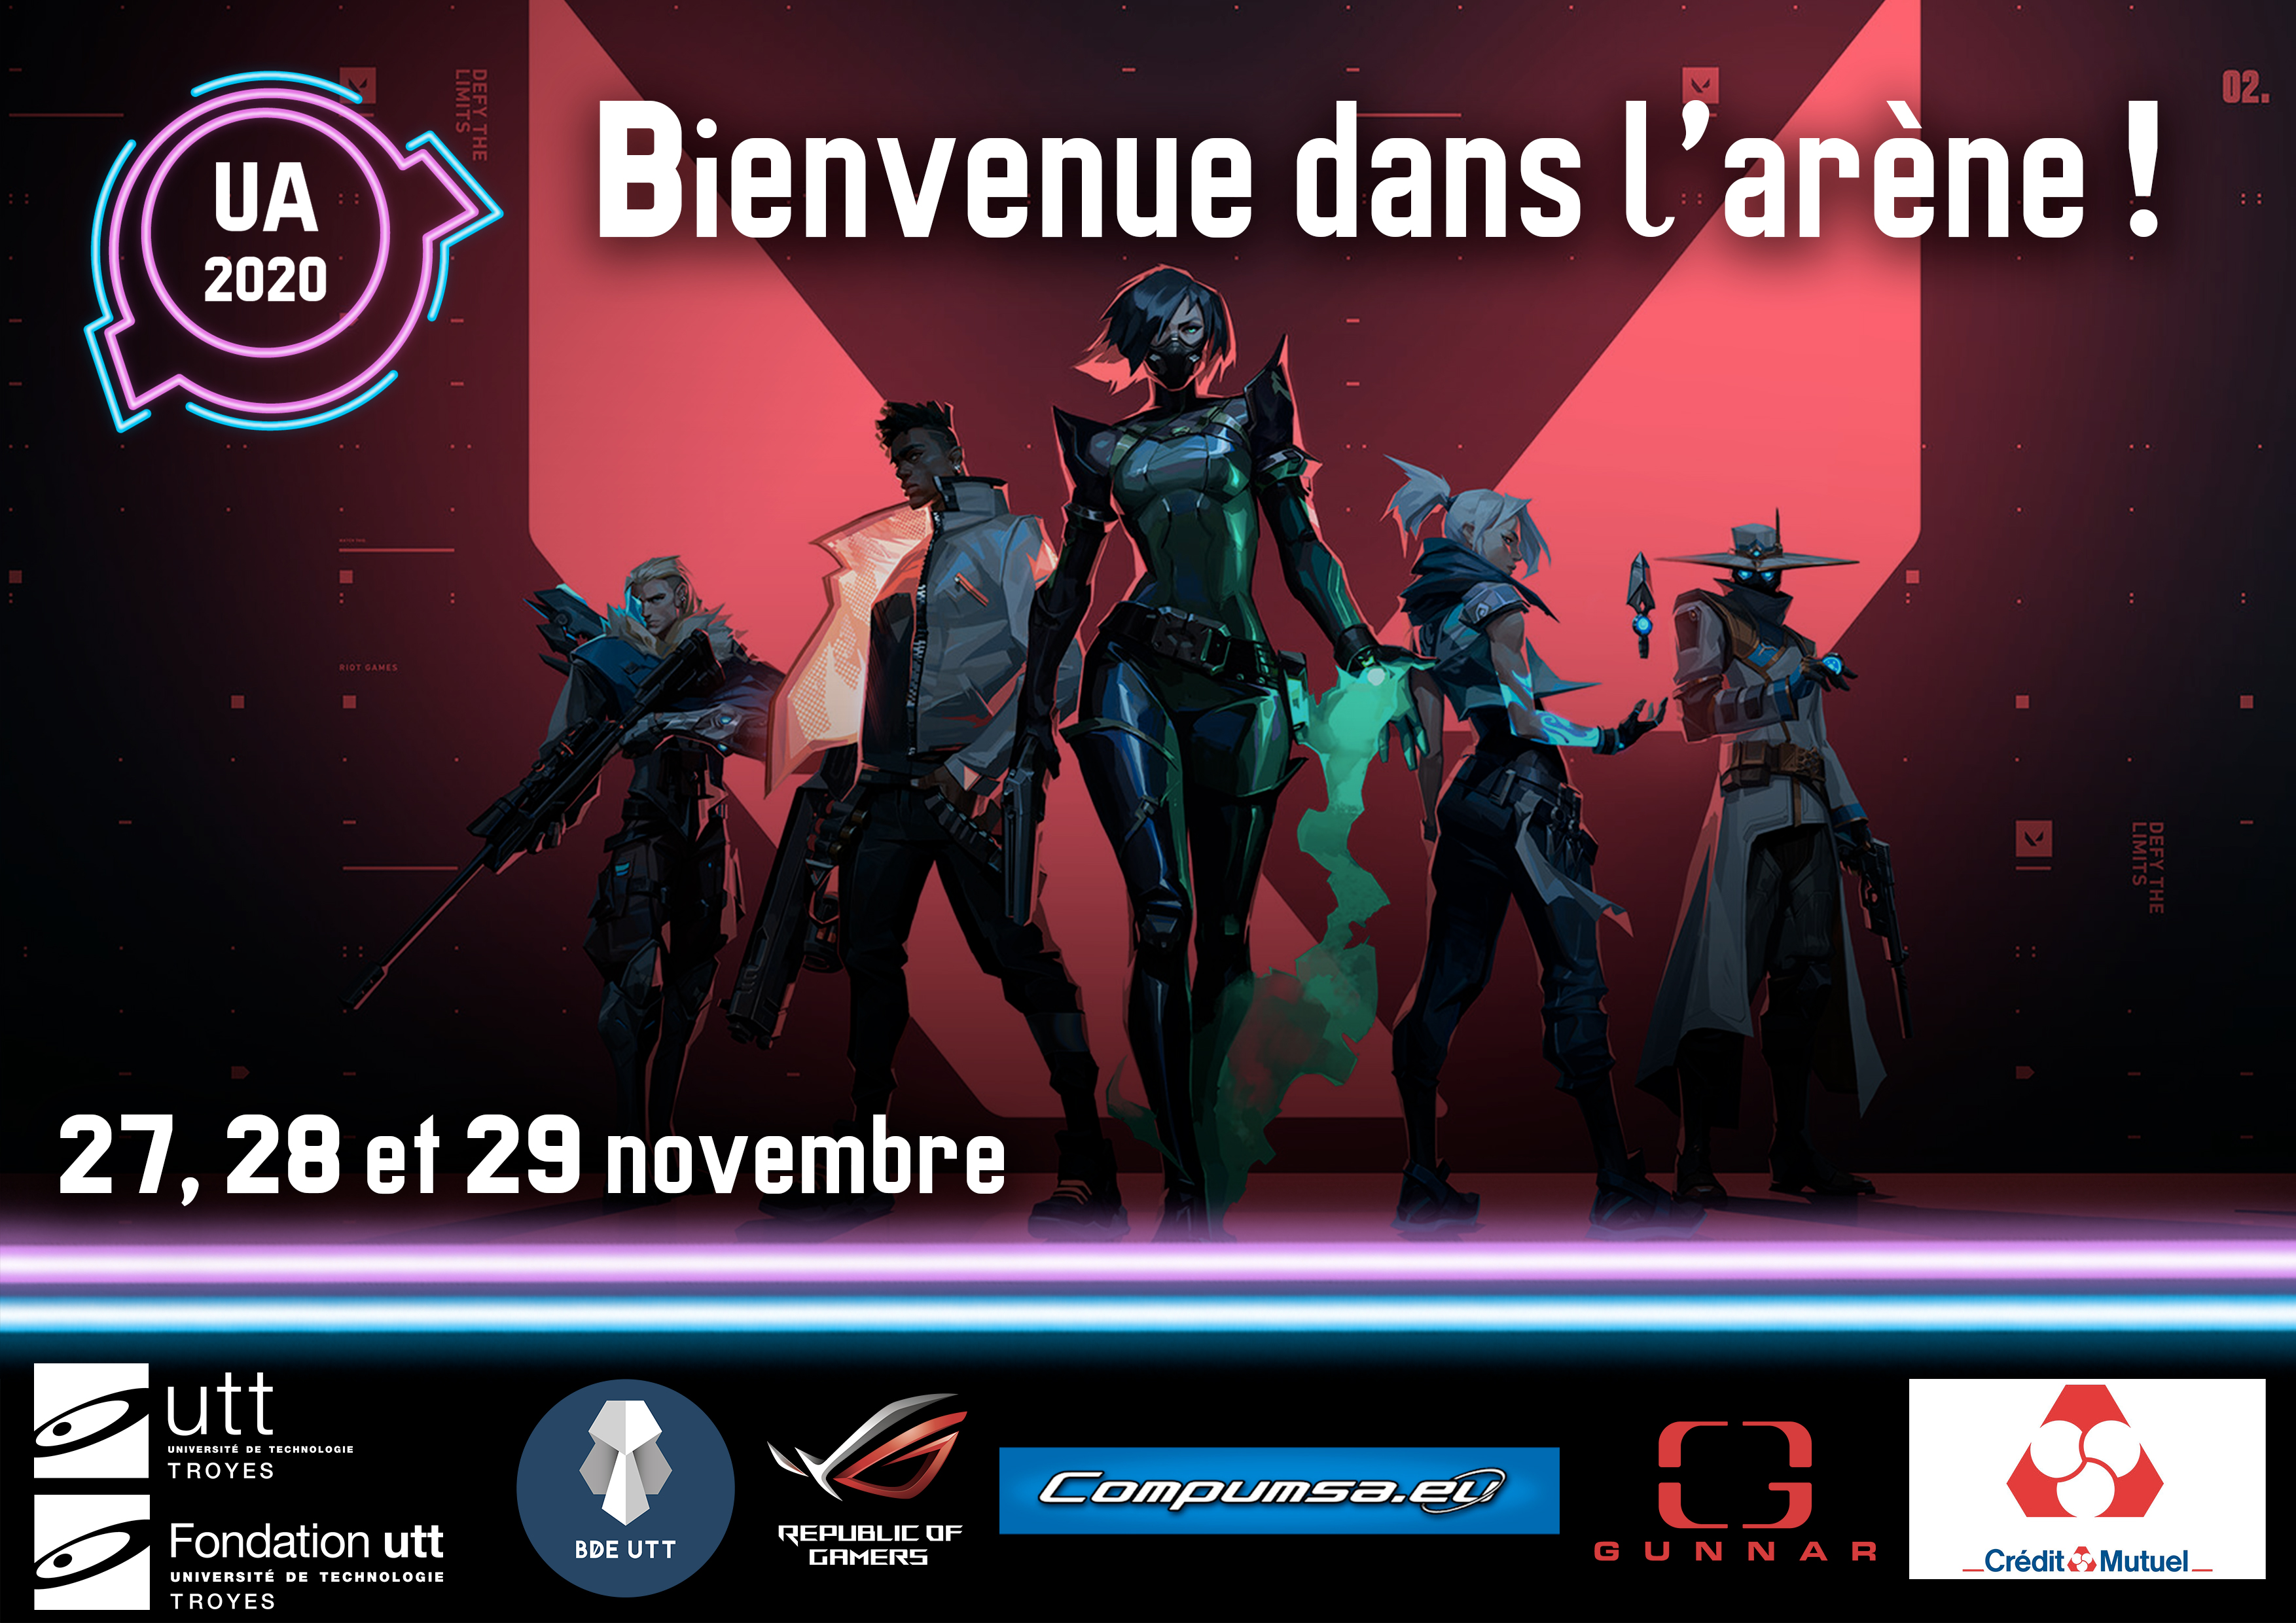 UA
2020
Bienvenue dans l'arène !
02.
DEFY THE
LIMITS
RIOT GAMES
DEFY THE
LIMITS
27, 28 et 29 novembre
utt
UNIVERSITÉ DE TECHNOLOGIE
TROYES
Fondation utt
UNIVERSITÉ DE TECHNOLOGIE
TROYES
BDE UTT
REPUBLIC OF
GAMERS
Compumsa.eu
GUNNAR
Crédit Mutuel